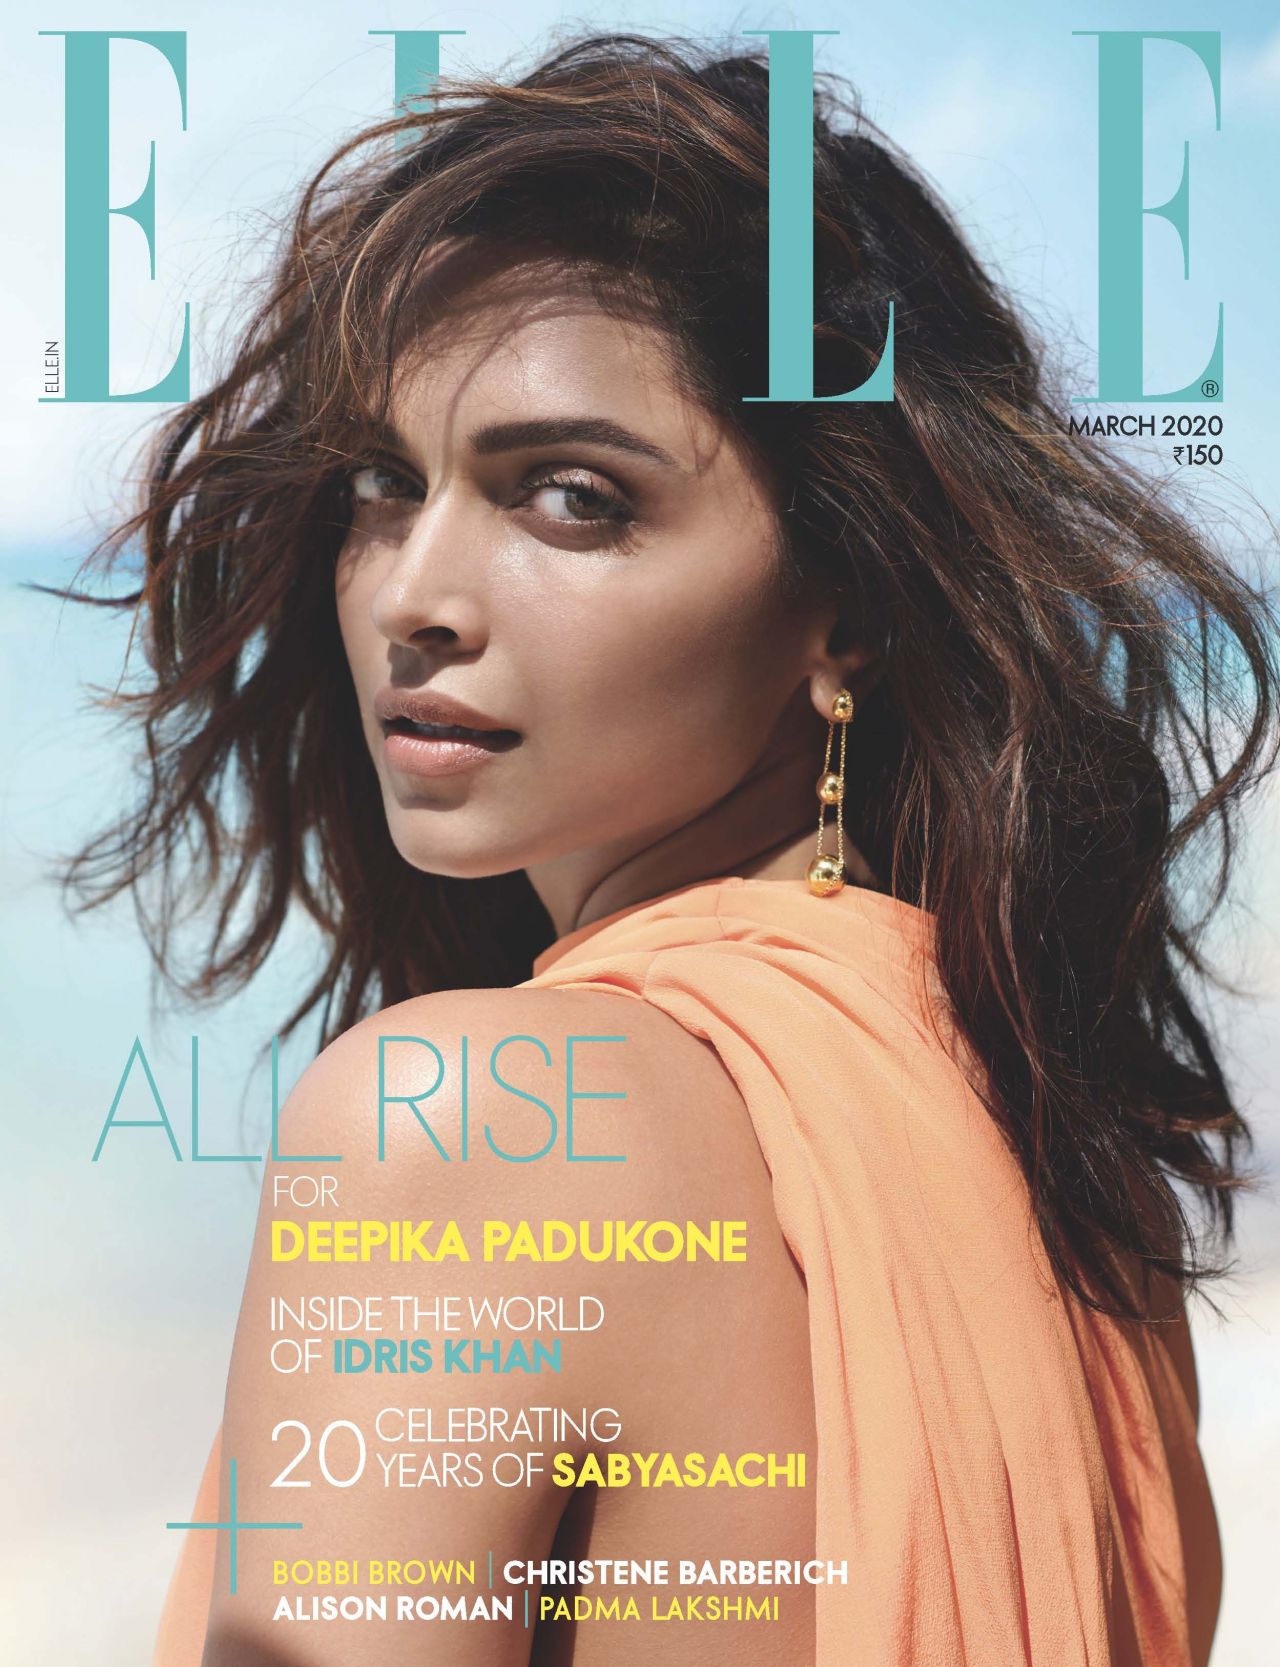 ELLE
ELLE.IN
®
MARCH 2020
₹150
ALL RISE
FOR
DEEPIKA PADUKONE
INSIDE THE WORLD
OF IDRIS KHAN
20 CELEBRATING
YEARS OF SABYASACHI
+
BOBBI BROWN | CHRISTENE BARBERICH
ALISON ROMAN | PADMA LAKSHMI